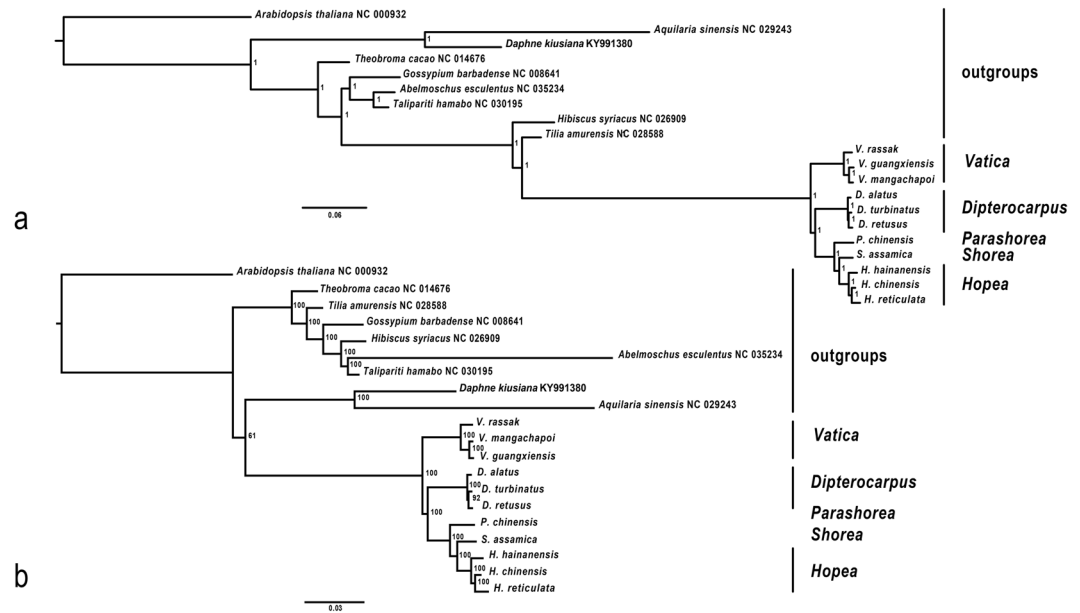 a
Arabidopsis thaliana NC 000932
Aquilaria sinensis NC 029243
1
Daphne kiusiana KY991380
1
Theobroma cacao NC 014676
Gossypium barbadense NC 008641
1
1
Abelmoschus esculentus NC 035234
1
Taliparti hamabo NC 030195
1
Hibiscus syriacus NC 026909
Tilia amurensis NC 028588
1
1
outgroups
V. rassak
1
V. guangxiensis
1
V. mangachapoi
Vatica
1
D. alatus
1
D. turbinatus
1
D. retusus
Dipterocarpus
1
P. chinensis
Parashorea
S. assamica
Shorea
1
H. hainanensis
1
H. chinensis
1
H. reticulata
Hopea
0.06
b
Arabidopsis thaliana NC 000932
Theobroma cacao NC 014676
100
Tilia amurensis NC 028588
100
Gossypium barbadense NC 008641
100
Hibiscus syriacus NC 026909
100
Abelmoschus esculentus NC 035234
100
Talipariti hamabo NC 030195
Daphne kiusiana KY991380
100
Aquilaria sinensis NC 029243
outgroups
61
V. rassak
100
V. mangachapoi
100
V. guangxiensis
Vatica
100
D. alatus
100
D. turbinatus
92
D. retusus
Dipterocarpus
100
P. chinensis
Parashorea
100
S. assamica
Shorea
100
H. hainanensis
100
H. chinensis
100
H. reticulata
Hopea
0.03